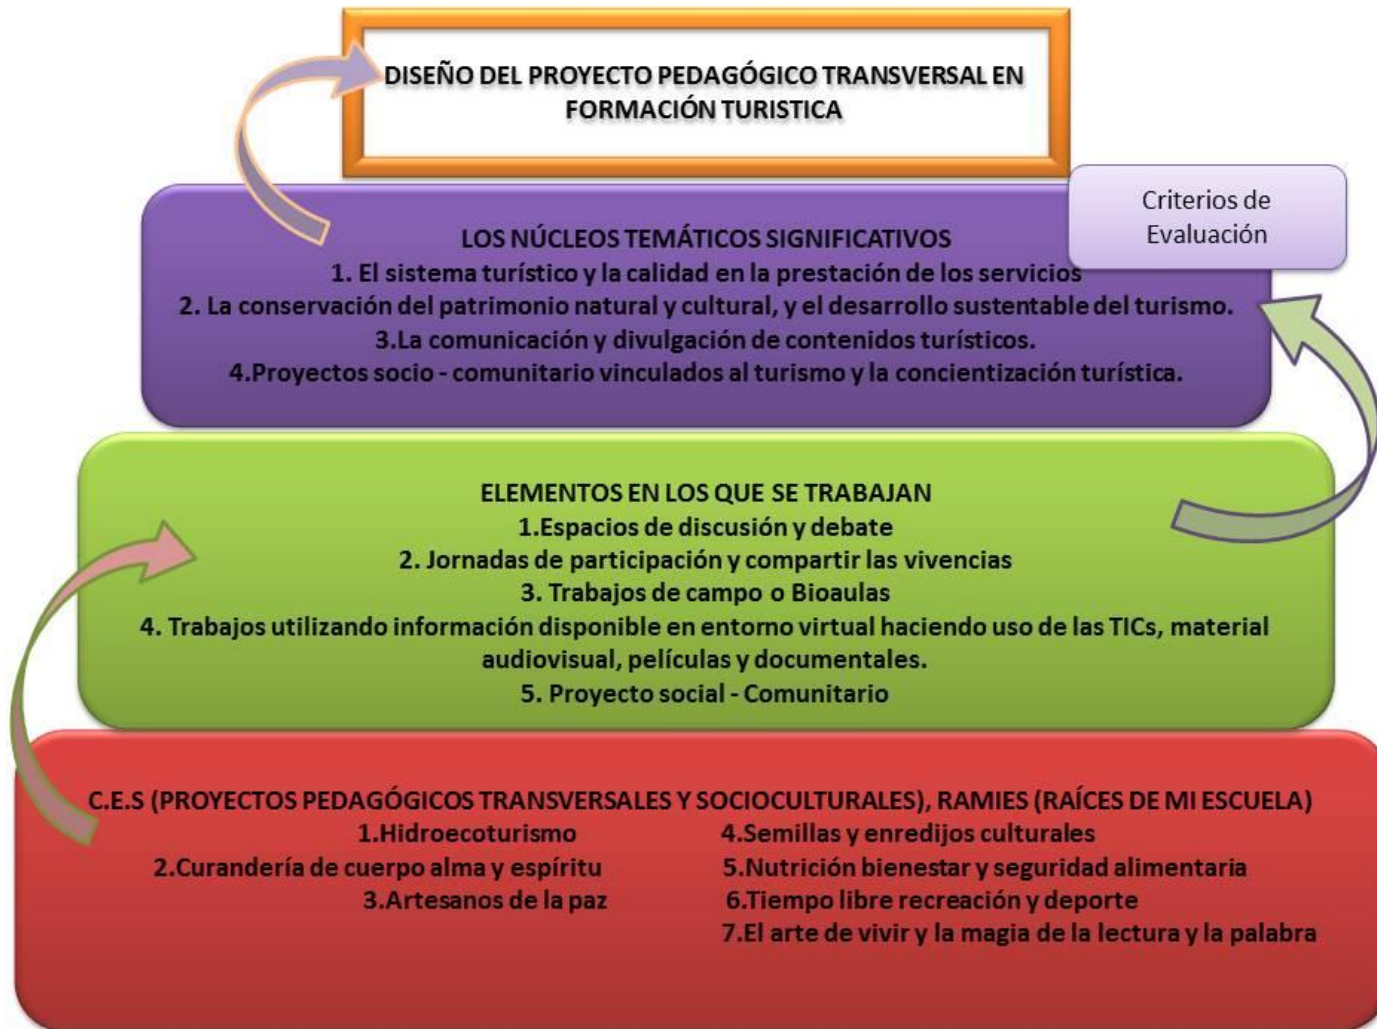 DISEÑO DEL PROYECTO PEDAGÓGICO TRANSVERSAL EN
FORMACIÓN TURISTICA
Criterios de
Evaluación
LOS NÚCLEOS TEMÁTICOS SIGNIFICATIVOS
1. El sistema turístico y la calidad en la prestación de los servicios
2. La conservación del patrimonio natural y cultural, y el desarrollo sustentable del turismo.
3.La comunicación y divulgación de contenidos turísticos.
4.Proyectos socio - comunitario vinculados al turismo y la concientización turística.
ELEMENTOS EN LOS QUE SE TRABAJAN
1.Espacios de discusión y debate
2. Jornadas de participación y compartir las vivencias
3. Trabajos de campo o Bioaulas
4. Trabajos utilizando información disponible en entorno virtual haciendo uso de las TICs, material
audiovisual, películas y documentales.
5. Proyecto social - Comunitario
C.E.S (PROYECTOS PEDAGÓGICOS TRANSVERSALES Y SOCIOCULTURALES), RAMIES (RAÍCES DE MI ESCUELA)
1.Hidroecoturismo
2.Curandería de cuerpo alma y espíritu
3.Artesanos de la paz
4.Semillas y enredijos culturales
5.Nutrición bienestar y seguridad alimentaria
6.Tiempo libre recreación y deporte
7.El arte de vivir y la magia de la lectura y la palabra